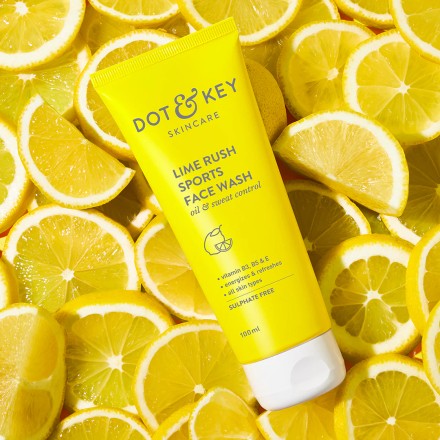 DOT & KEY
SKINCARE
LIME RUSH
SPORTS
FACE WASH
oil & sweat control
• vitamin B3, B5 & E
• energizes & refreshes
• all skin types
SULPHATE FREE
100 ml